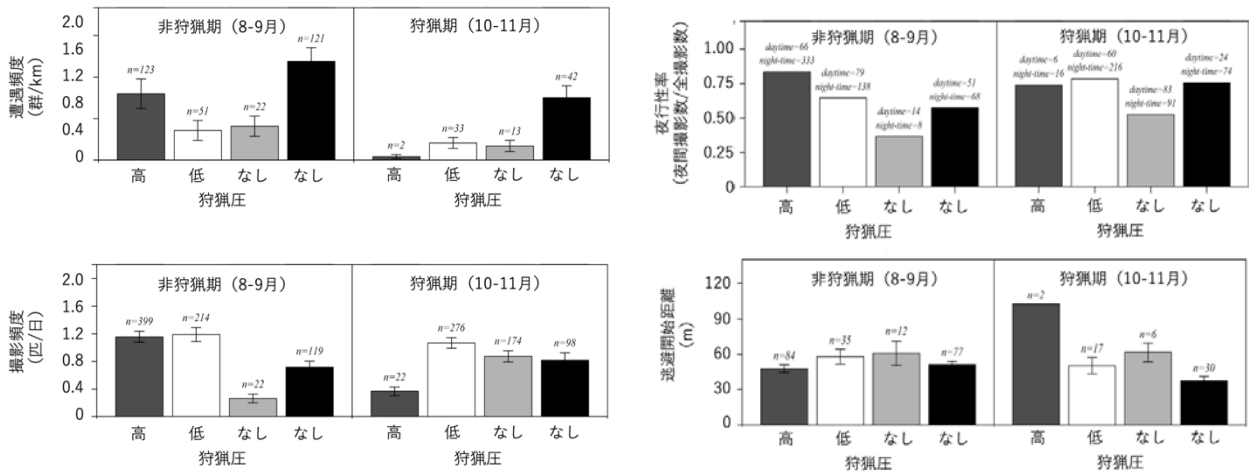 遭遇頻度
(群/km)
2.0
1.2
0.8
0.4
0
非狩猟期 (8-9月)
狩猟期 (10-11月)
n=123
n=51
n=22
n=121
n=2
n=33
n=13
n=42
高
低
なし
なし
高
低
なし
なし
狩猟圧
狩猟圧
夜行性率
(夜間撮影数/全撮影数)
1.00
0.75
0.50
0.25
0
非狩猟期 (8-9月)
狩猟期 (10-11月)
daytime=66
night-time=333
daytime=79
night-time=138
daytime=14
night-time=8
daytime=51
night-time=68
daytime=6
night-time=16
daytime=60
night-time=216
daytime=83
night-time=91
daytime=24
night-time=74
高
低
なし
なし
高
低
なし
なし
狩猟圧
狩猟圧
撮影頻度
(匹/日)
2.0
1.6
1.2
0.8
0.4
0
非狩猟期 (8-9月)
狩猟期 (10-11月)
n=399
n=214
n=22
n=119
n=22
n=276
n=174
n=98
高
低
なし
なし
高
低
なし
なし
狩猟圧
狩猟圧
逃避開始距離
(m)
120
90
60
30
0
非狩猟期 (8-9月)
狩猟期 (10-11月)
n=84
n=35
n=12
n=77
n=2
n=17
n=6
n=30
高
低
なし
なし
高
低
なし
なし
狩猟圧
狩猟圧